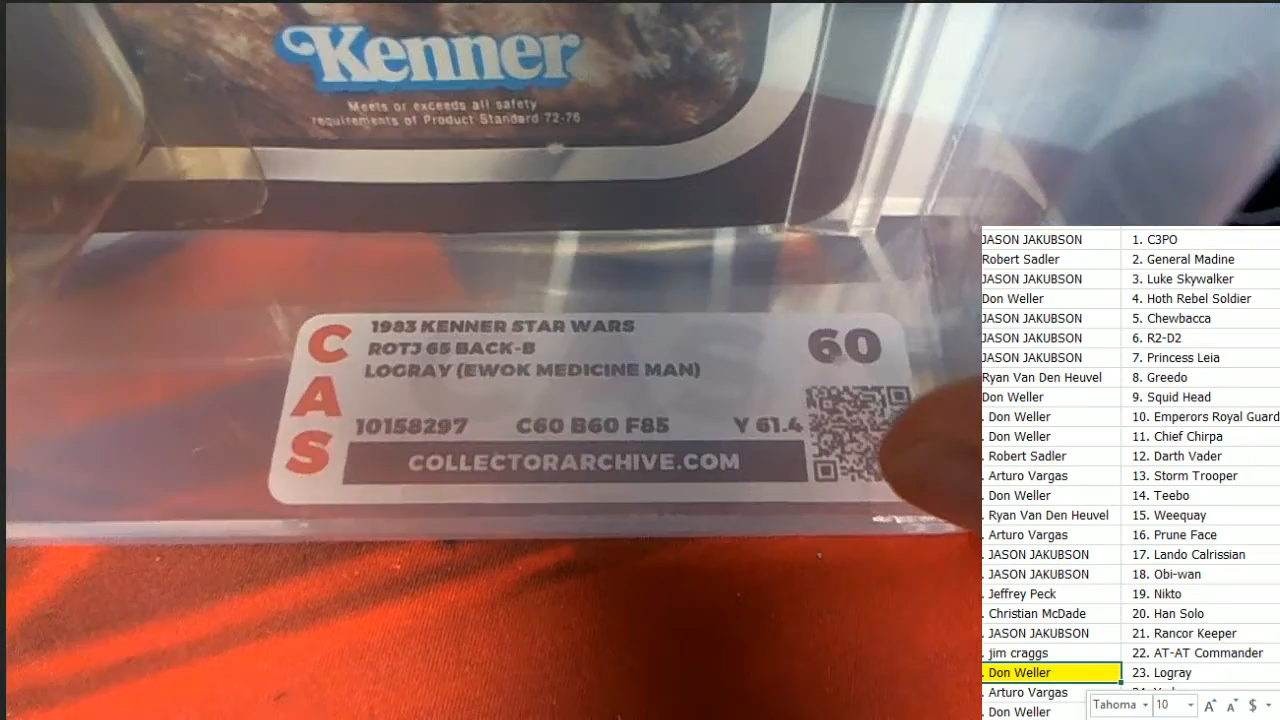 Kenner
Meets or exceeds all safety
requirements of Product Standard 72-76
CAS
1983 KENNER STAR WARS
ROTJ 65 BACK-B
LOGRAY (EWOK MEDICINE MAN)
60
10158297 C60 B60 F85 Y 61.4
COLLECTORARCHIVE.COM
JASON JAKUBSON 1. C3PO
Robert Sadler 2. General Madine
JASON JAKUBSON 3. Luke Skywalker
Don Weller 4. Hoth Rebel Soldier
JASON JAKUBSON 5. Chewbacca
JASON JAKUBSON 6. R2-D2
JASON JAKUBSON 7. Princess Leia
Ryan Van Den Heuvel 8. Greedo
Don Weller 9. Squid Head
. Don Weller 10. Emperors Royal Guard
. Don Weller 11. Chief Chirpa
. Robert Sadler 12. Darth Vader
. Arturo Vargas 13. Storm Trooper
. Don Weller 14. Teebo
. Ryan Van Den Heuvel 15. Weequay
. Arturo Vargas 16. Prune Face
. JASON JAKUBSON 17. Lando Calrissian
. JASON JAKUBSON 18. Obi-wan
. Jeffrey Peck 19. Nikto
. Christian McDade 20. Han Solo
. JASON JAKUBSON 21. Rancor Keeper
. jim craggs 22. AT-AT Commander
. Don Weller 23. Logray
. Arturo Vargas
. Don Weller
Tahoma 10 A A $